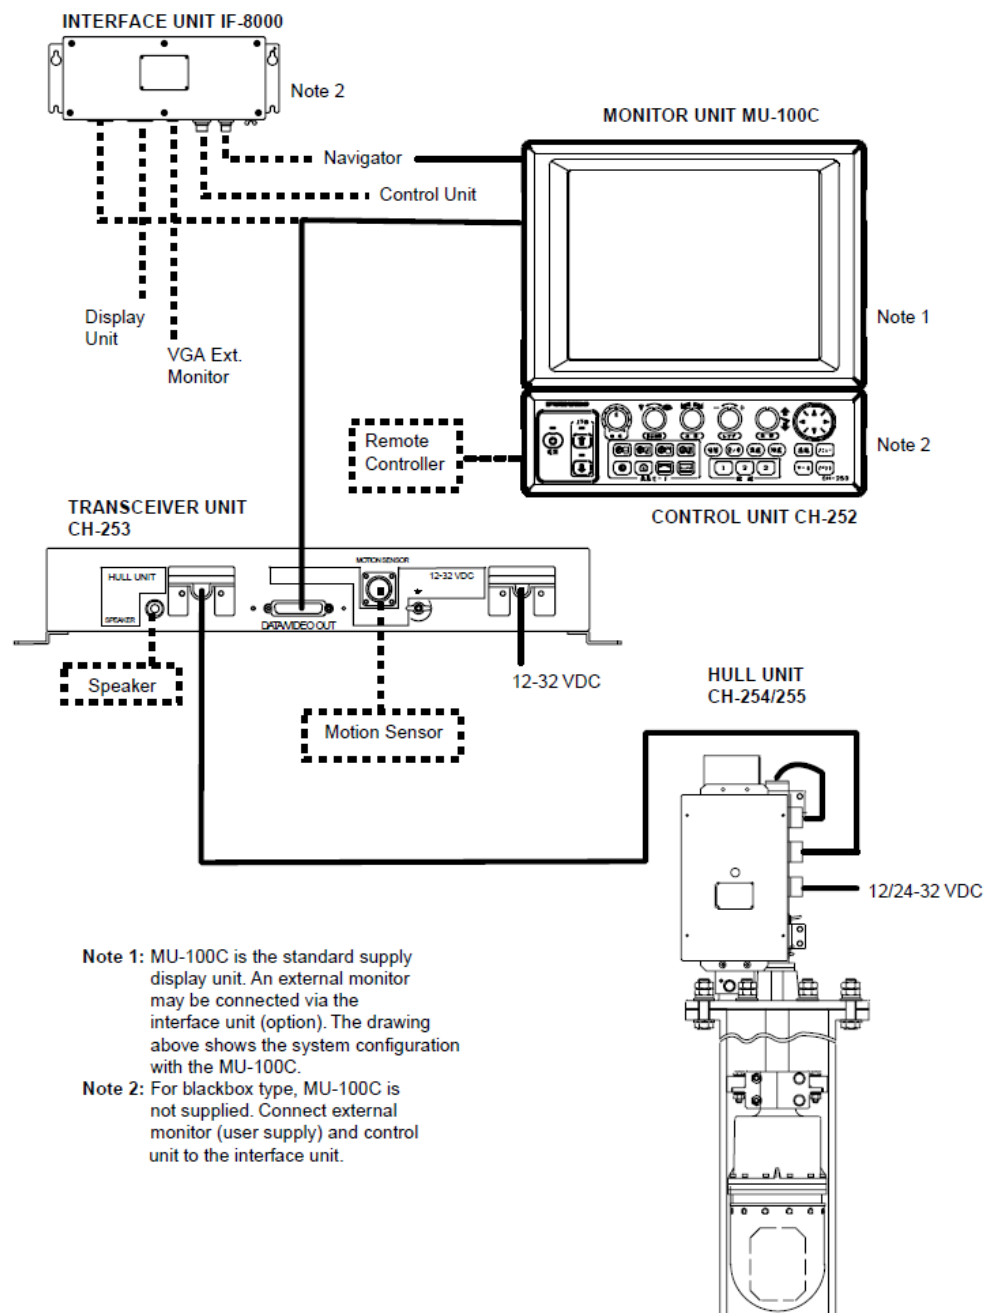 INTERFACE UNIT IF-8000
Note 2
MONITOR UNIT MU-100C
Navigator
Control Unit
Display
Unit
VGA Ext.
Monitor
Note 1
Remote
Controller
Note 2
1 2 3
CONTROL UNIT CH-252
TRANSCEIVER UNIT
CH-253
MOTION SENSOR
HULL UNIT
12-32 VDC
SPEAKER
DATA/VIDEO OUT
Speaker
12-32 VDC
Motion Sensor
HULL UNIT
CH-254/255
12/24-32 VDC
Note 1: MU-100C is the standard supply
display unit. An external monitor
may be connected via the
interface unit (option). The drawing
above shows the system configuration
with the MU-100C.
Note 2: For blackbox type, MU-100C is
not supplied. Connect external
monitor (user supply) and control
unit to the interface unit.